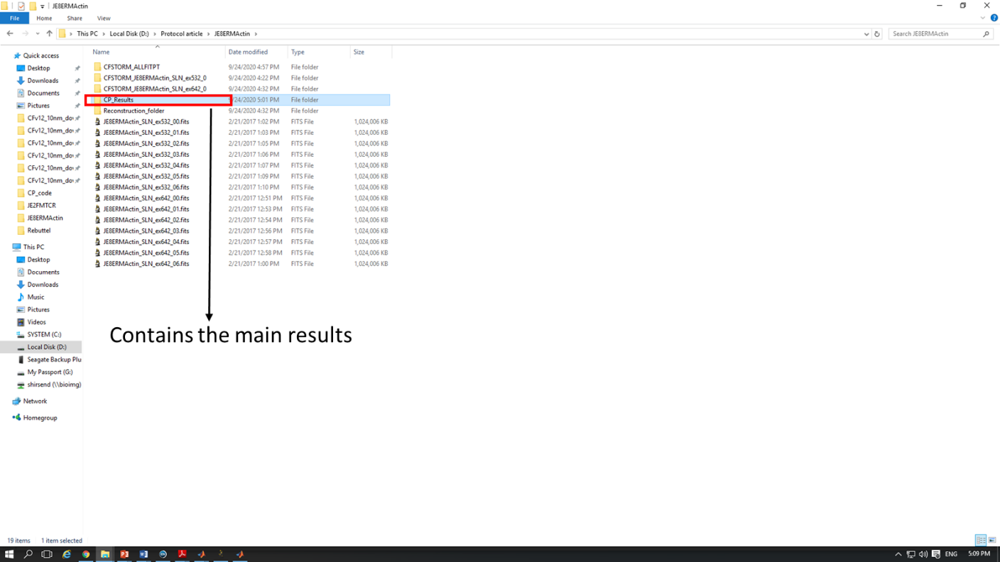 JE8ERMActin
File Home Share View
This PC Local Disk (D:) Protocol article JE8ERMActin Search JE8ERMActin
Name Date modified Type Size
Quick access
Desktop
Downloads
Documents
Pictures
CFv12_10nm_do
CFv12_10nm_do
CFv12_10nm_do
CFv12_10nm_do
CFv12_10nm_do
CFv12_10nm_do
CP_code
JE2FMTCR
JE8ERMActin
Rebuttel
This PC
Desktop
Documents
Downloads
Music
Pictures
Videos
SYSTEM (C:)
Local Disk (D:)
Seagate Backup Plu
My Passport (G:)
shirsend (\\bioimg)
Network
Homegroup
CFSTORM_ALLFITPT 9/24/2020 4:57 PM File folder
CFSTORM_JE8ERMActin_SLN_ex532_0 9/24/2020 4:22 PM File folder
CFSTORM_JE8ERMActin_SLN_ex642_0 9/24/2020 4:32 PM File folder
CP_Results /24/2020 5:01 PM File folder
Reconstruction_folder 9/24/2020 4:32 PM File folder
JE8ERMActin_SLN_ex532_00.fits 2/21/2017 1:02 PM FITS File 1,024,006 KB
JE8ERMActin_SLN_ex532_01.fits 2/21/2017 1:03 PM FITS File 1,024,006 KB
JE8ERMActin_SLN_ex532_02.fits 2/21/2017 1:05 PM FITS File 1,024,006 KB
JE8ERMActin_SLN_ex532_03.fits 2/21/2017 1:06 PM FITS File 1,024,006 KB
JE8ERMActin_SLN_ex532_04.fits 2/21/2017 1:07 PM FITS File 1,024,006 KB
JE8ERMActin_SLN_ex532_05.fits 2/21/2017 1:09 PM FITS File 1,024,006 KB
JE8ERMActin_SLN_ex532_06.fits 2/21/2017 1:10 PM FITS File 1,024,006 KB
JE8ERMActin_SLN_ex642_00.fits 2/21/2017 12:51 PM FITS File 1,024,006 KB
JE8ERMActin_SLN_ex642_01.fits 2/21/2017 12:53 PM FITS File 1,024,006 KB
JE8ERMActin_SLN_ex642_02.fits 2/21/2017 12:54 PM FITS File 1,024,006 KB
JE8ERMActin_SLN_ex642_03.fits 2/21/2017 12:56 PM FITS File 1,024,006 KB
JE8ERMActin_SLN_ex642_04.fits 2/21/2017 12:57 PM FITS File 1,024,006 KB
JE8ERMActin_SLN_ex642_05.fits 2/21/2017 12:58 PM FITS File 1,024,006 KB
JE8ERMActin_SLN_ex642_06.fits 2/21/2017 1:00 PM FITS File 1,024,006 KB
Contains the main results
19 items 1 item selected
ENG 5:09 PM